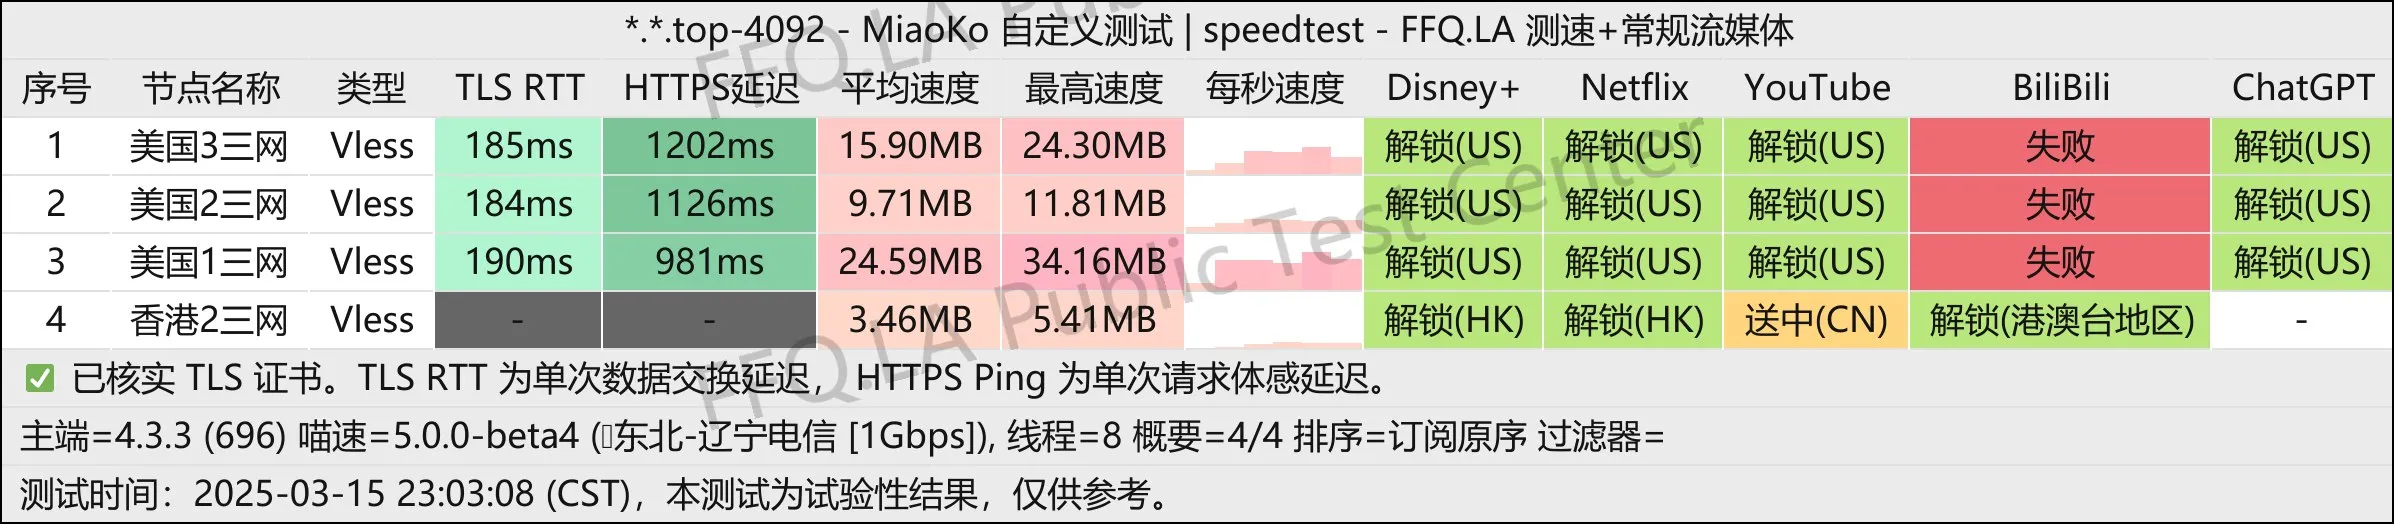 *.*.top-4092 - MiaoKo 自定义测试 | speedtest - FFQ.LA 测速+常规流媒体
序号 节点名称 类型 TLS RTT HTTPS延迟 平均速度 最高速度 每秒速度 Disney+ Netflix YouTube BiliBili ChatGPT
1 美国3三网 Vless 185ms 1202ms 15.90MB 24.30MB 解锁(US) 解锁(US) 解锁(US) 失败 解锁(US)
2 美国2三网 Vless 184ms 1126ms 9.71MB 11.81MB 解锁(US) 解锁(US) 解锁(US) 失败 解锁(US)
3 美国1三网 Vless 190ms 981ms 24.59MB 34.16MB 解锁(US) 解锁(US) 解锁(US) 失败 解锁(US)
4 香港2三网 Vless - - 3.46MB 5.41MB 解锁(HK) 解锁(HK) 送中(CN) 解锁(港澳台地区) -
✅ 已核实 TLS 证书。TLS RTT 为单次数据交换延迟， HTTPS Ping 为单次请求体感延迟。
主端=4.3.3 (696) 喵速=5.0.0-beta4 (东北-辽宁电信 [1Gbps]), 线程=8 概要=4/4 排序=订阅原序 过滤器=
测试时间：2025-03-15 23:03:08 (CST)，本测试为试验性结果，仅供参考。
FFQ.LA Public Test Center
FFQ.LA Public